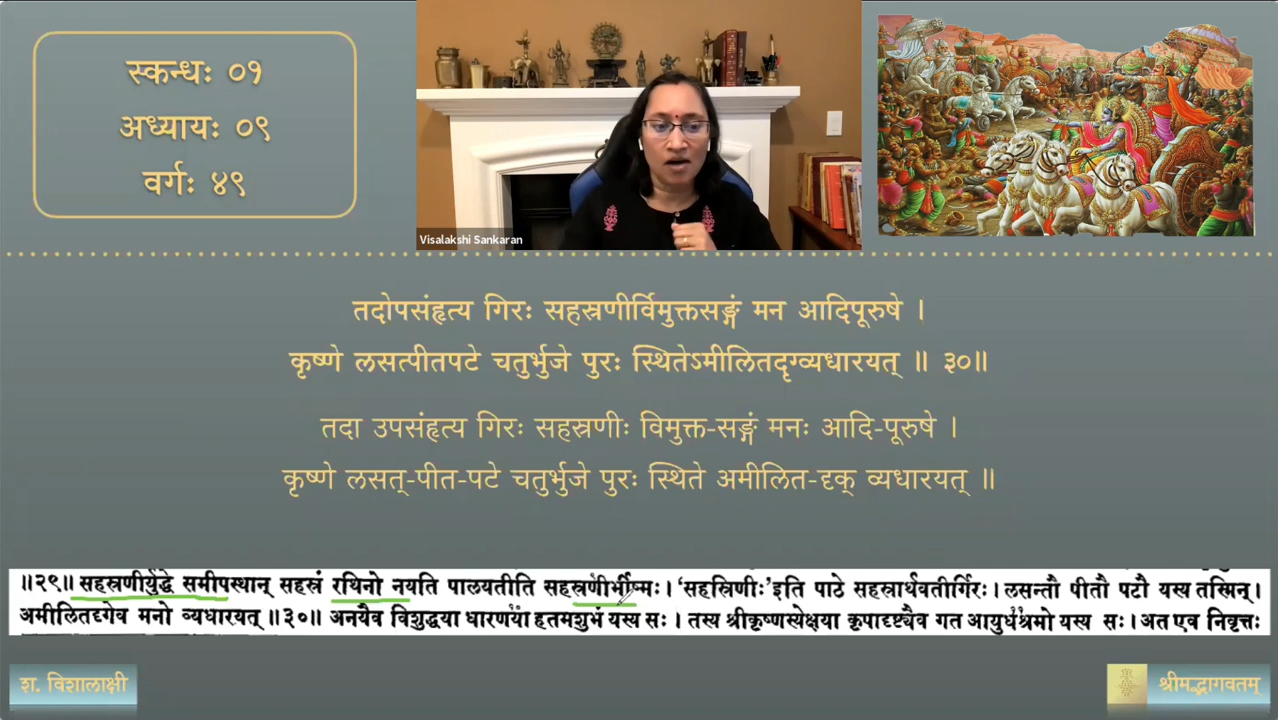 स्कन्धः ०१
अध्यायः ०९
वर्गः ४९
Visalakshi Sankaran
तदोपसंहृत्य गिरः सहस्रणीर्विमुक्तसङ्गं मन आदिपूरुषे ।
कृष्णे लसत्पीतपटे चतुर्भुजे पुरः स्थितेऽमीलितदृग्व्यधारयत् ॥ ३०॥
तदा उपसंहृत्य गिरः सहस्रणीः विमुक्त-सङ्गं मनः आदि-पूरुषे ।
कृष्णे लसत्-पीत-पटे चतुर्भुजे पुरः स्थिते अमीलित-दृक् व्यधारयत् ॥
॥२९॥ सहस्रणीर्युद्धे समीपस्थान् सहस्रं रथिनो नयति पालयतीति सहस्रणीर्भीष्मः। 'सहस्रिणीः'इति पाठे सहस्रार्थवतीर्गिरः। लसन्तौ पीतौ पटौ यस्य तस्मिन्।
अमीलितदृगेव मनो व्यधारयत् ॥३०॥ अनयैव विशुद्धया धारणया हतमशुभं यस्य सः। तस्य श्रीकृष्णस्येक्षया कृपादृष्ट्यैव गत आयुधश्रमो यस्य सः। अत एव निवृत्तः
श. विशालाक्षी
श्रीमद्भागवतम्